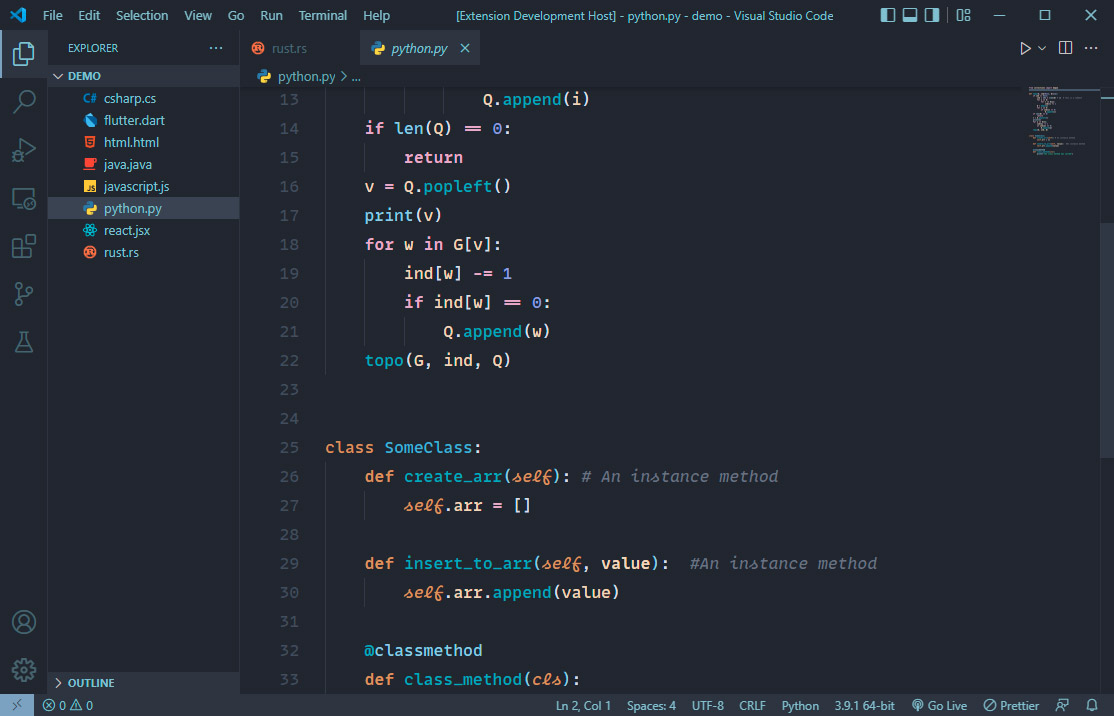 File Edit Selection View Go Run Terminal Help [Extension Development Host] - python.py - demo - Visual Studio Code
EXPLORER
DEMO
C# csharp.cs
flutter.dart
html.html
java.java
JS javascript.js
python.py
react.jsx
rust.rs
OUTLINE
rust.rs python.py
python.py > ...
13 Q.append(i)
14 if len(Q) == 0:
15 return
16 v = Q.popleft()
17 print(v)
18 for w in G[v]:
19 ind[w] -= 1
20 if ind[w] == 0:
21 Q.append(w)
22 topo(G, ind, Q)
23
24
25 class SomeClass:
26 def create_arr(self): # An instance method
27 self.arr = []
28
29 def insert_to_arr(self, value):  #An instance method
30 self.arr.append(value)
31
32 @classmethod
33 def class_method(cls):
0 0 Ln 2, Col 1 Spaces: 4 UTF-8 CRLF Python 3.9.1 64-bit Go Live Prettier